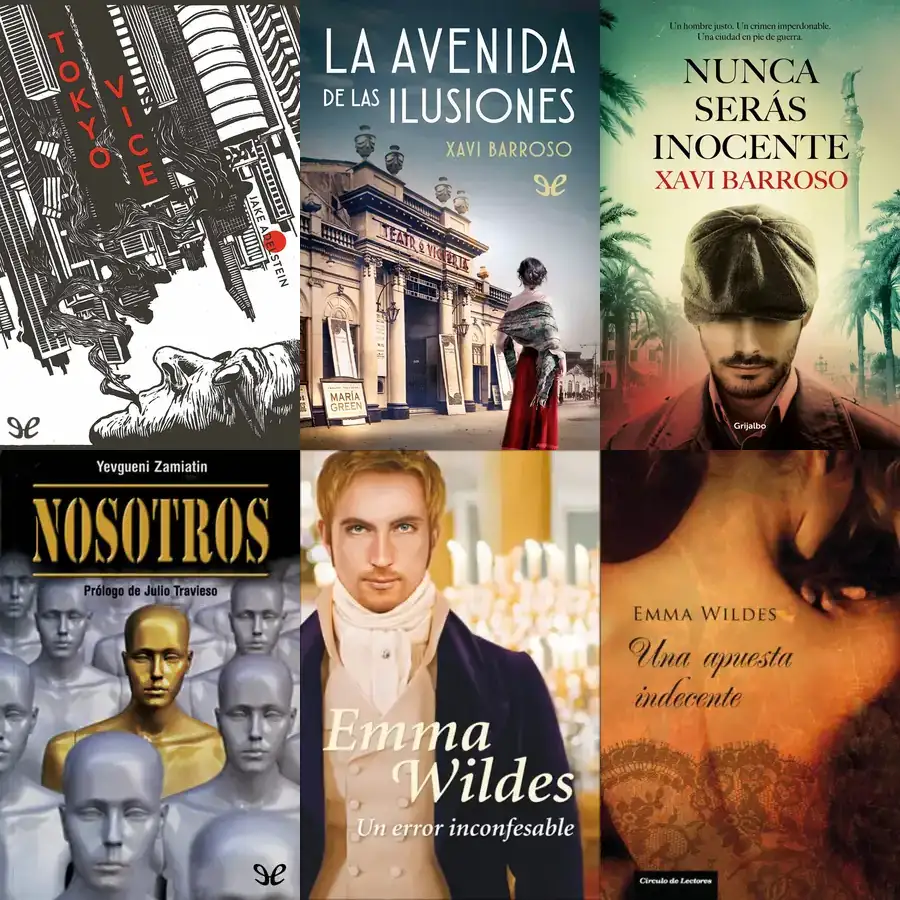 TOKYO
VICE
JAKE ADELSTEIN
LA AVENIDA
DE LAS ILUSIONES
XAVI BARROSO
TEATRO VICTORIA
MARÍA
GREEN
Un hombre justo. Un crimen imperdonable.
Una ciudad en pie de guerra.
NUNCA
SERÁS
INOCENTE
XAVI BARROSO
Grijalbo
Yevgueni Zamiatin
NOSOTROS
Prólogo de Julio Travieso
Emma
Wildes
Un error inconfesable
EMMA WILDES
Una apuesta
indecente
Círculo de Lectores